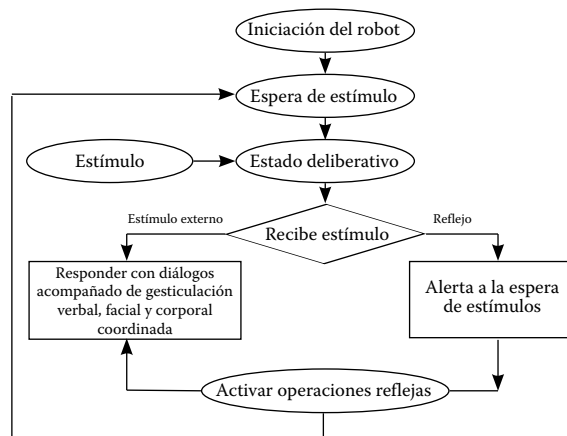 Iniciación del robot
Espera de estímulo
Estímulo
Estado deliberativo
Estímulo externo
Recibe estímulo
Reflejo
Responder con diálogos
acompañado de gesticulación
verbal, facial y corporal
coordinada
Alerta a la espera
de estímulos
Activar operaciones reflejas